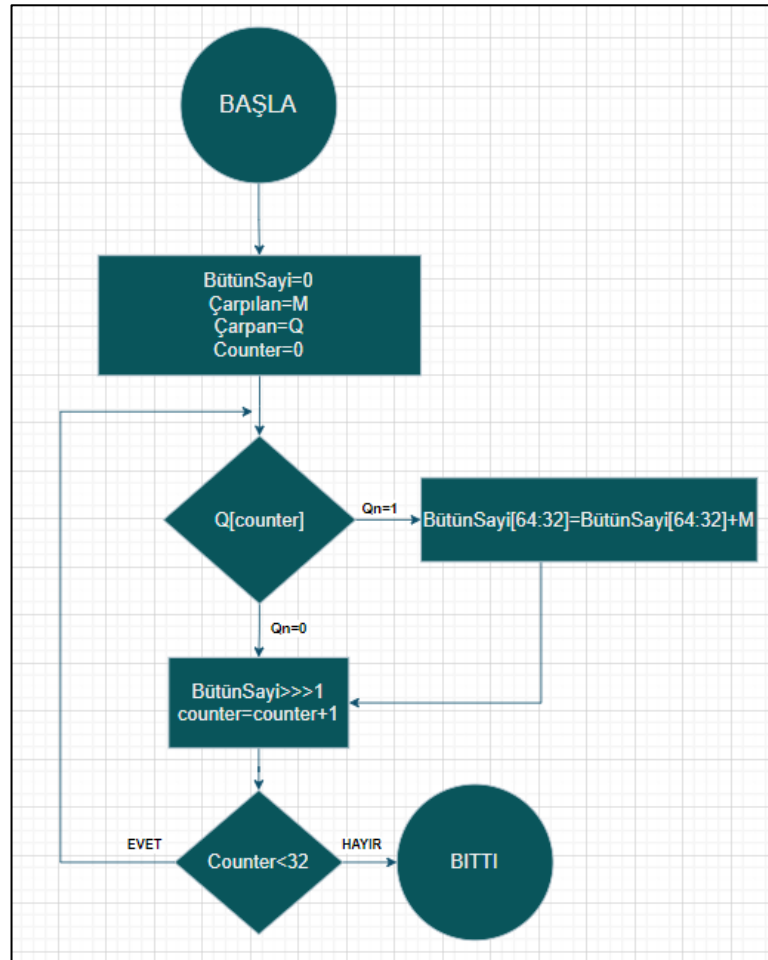 BAŞLA
BütünSayi=0
Çarpılan=M
Çarpan=Q
Counter=0
Q[counter]
Qn=1
BütünSayi[64:32]=BütünSayi[64:32]+M
Qn=0
BütünSayi>>>1
counter=counter+1
EVET
Counter<32
HAYIR
BITTI